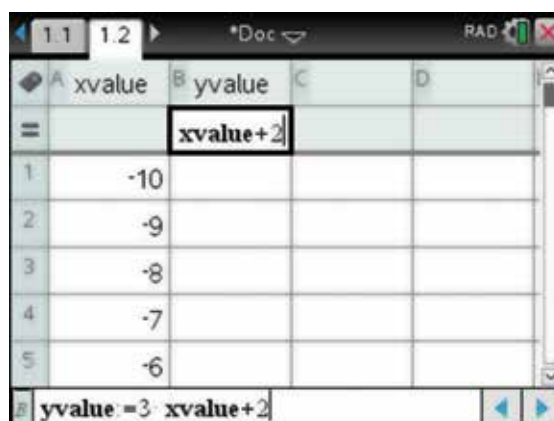 1.1 1.2 *Doc RAD
A xvalue B yvalue C D
= xvalue+2
1 -10
2 -9
3 -8
4 -7
5 -6
B yvalue:=3· xvalue+2